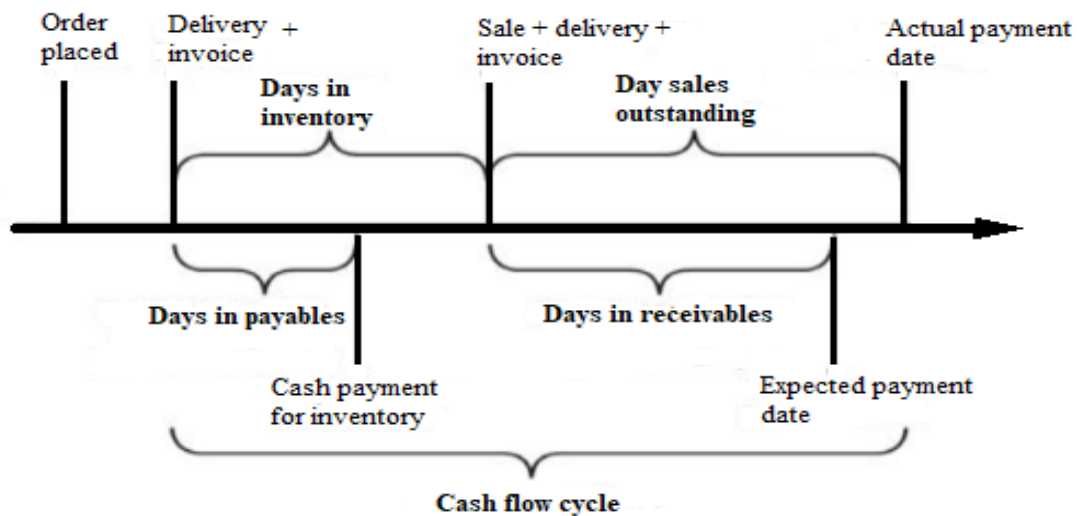 Order
placed
Delivery +
invoice
Sale + delivery +
invoice
Actual payment
date
Days in
inventory
Day sales
outstanding
Days in payables
Days in receivables
Cash payment
for inventory
Expected payment
date
Cash flow cycle